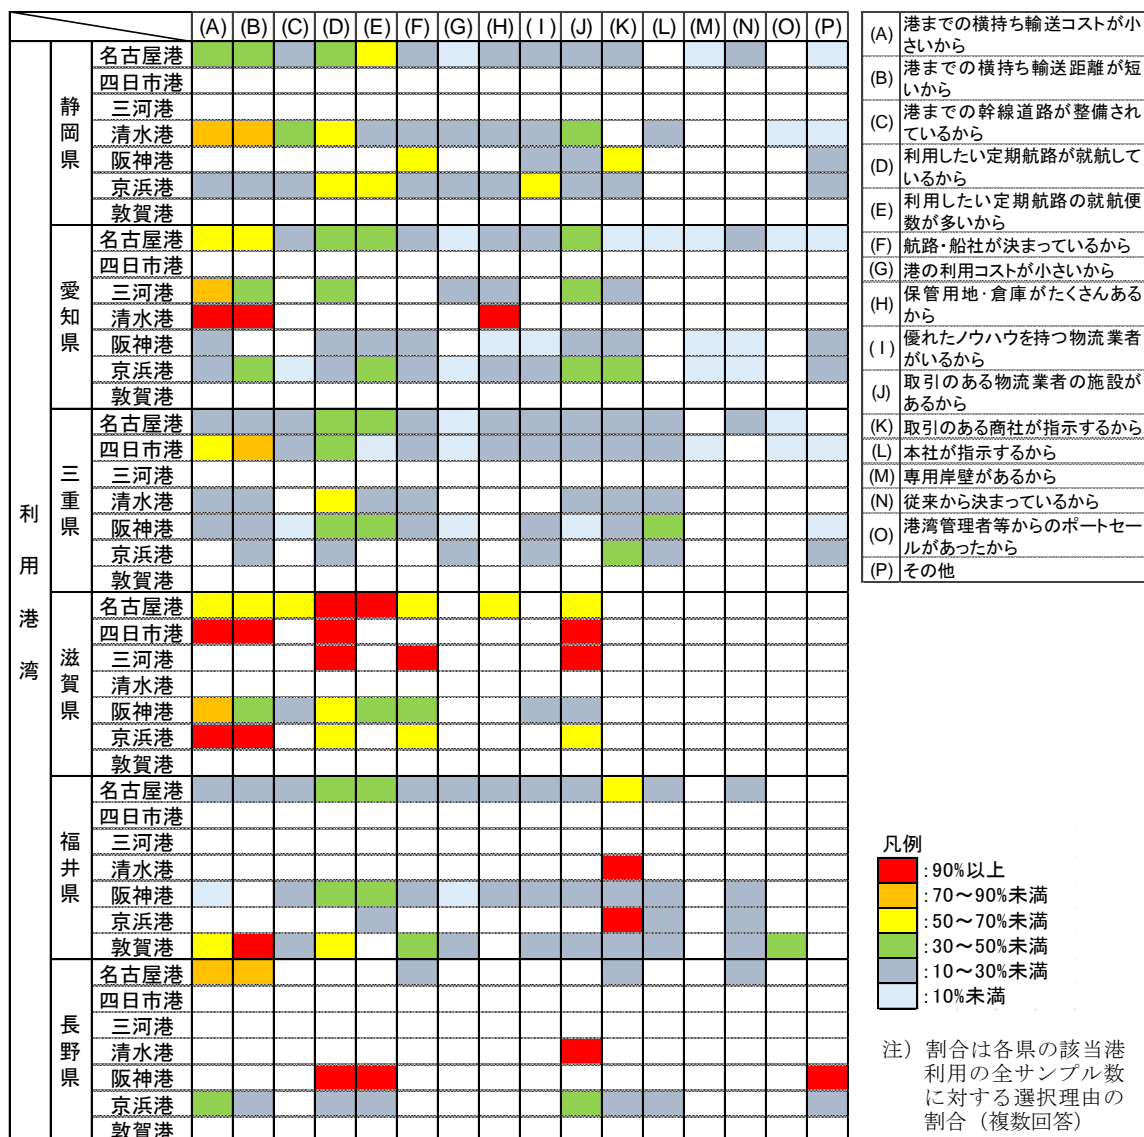 (A) (B) (C) (D) (E) (F) (G) (H) (I) (J) (K) (L) (M) (N) (O) (P)
利用港湾
静岡県
名古屋港
四日市港
三河港
清水港
阪神港
京浜港
敦賀港
愛知県
名古屋港
四日市港
三河港
清水港
阪神港
京浜港
敦賀港
三重県
名古屋港
四日市港
三河港
清水港
阪神港
京浜港
敦賀港
滋賀県
名古屋港
四日市港
三河港
清水港
阪神港
京浜港
敦賀港
福井県
名古屋港
四日市港
三河港
清水港
阪神港
京浜港
敦賀港
長野県
名古屋港
四日市港
三河港
清水港
阪神港
京浜港
敦賀港
(A) 港までの横持ち輸送コストが小
さいから
(B) 港までの横持ち輸送距離が短
いから
(C) 港までの幹線道路が整備され
ているから
(D) 利用したい定期航路が就航して
いるから
(E) 利用したい定期航路の就航便
数が多いから
(F) 航路・船社が決まっているから
(G) 港の利用コストが小さいから
(H) 保管用地・倉庫がたくさんある
から
(I) 優れたノウハウを持つ物流業者
がいるから
(J) 取引のある物流業者の施設が
あるから
(K) 取引のある商社が指示するから
(L) 本社が指示するから
(M) 専用岸壁があるから
(N) 従来から決まっているから
(O) 港湾管理者等からのポートセー
ルがあったから
(P) その他
凡例
：90%以上
：70～90%未満
：50～70%未満
：30～50%未満
：10～30%未満
：10%未満
注）割合は各県の該当港
利用の全サンプル数
に対する選択理由の
割合（複数回答）